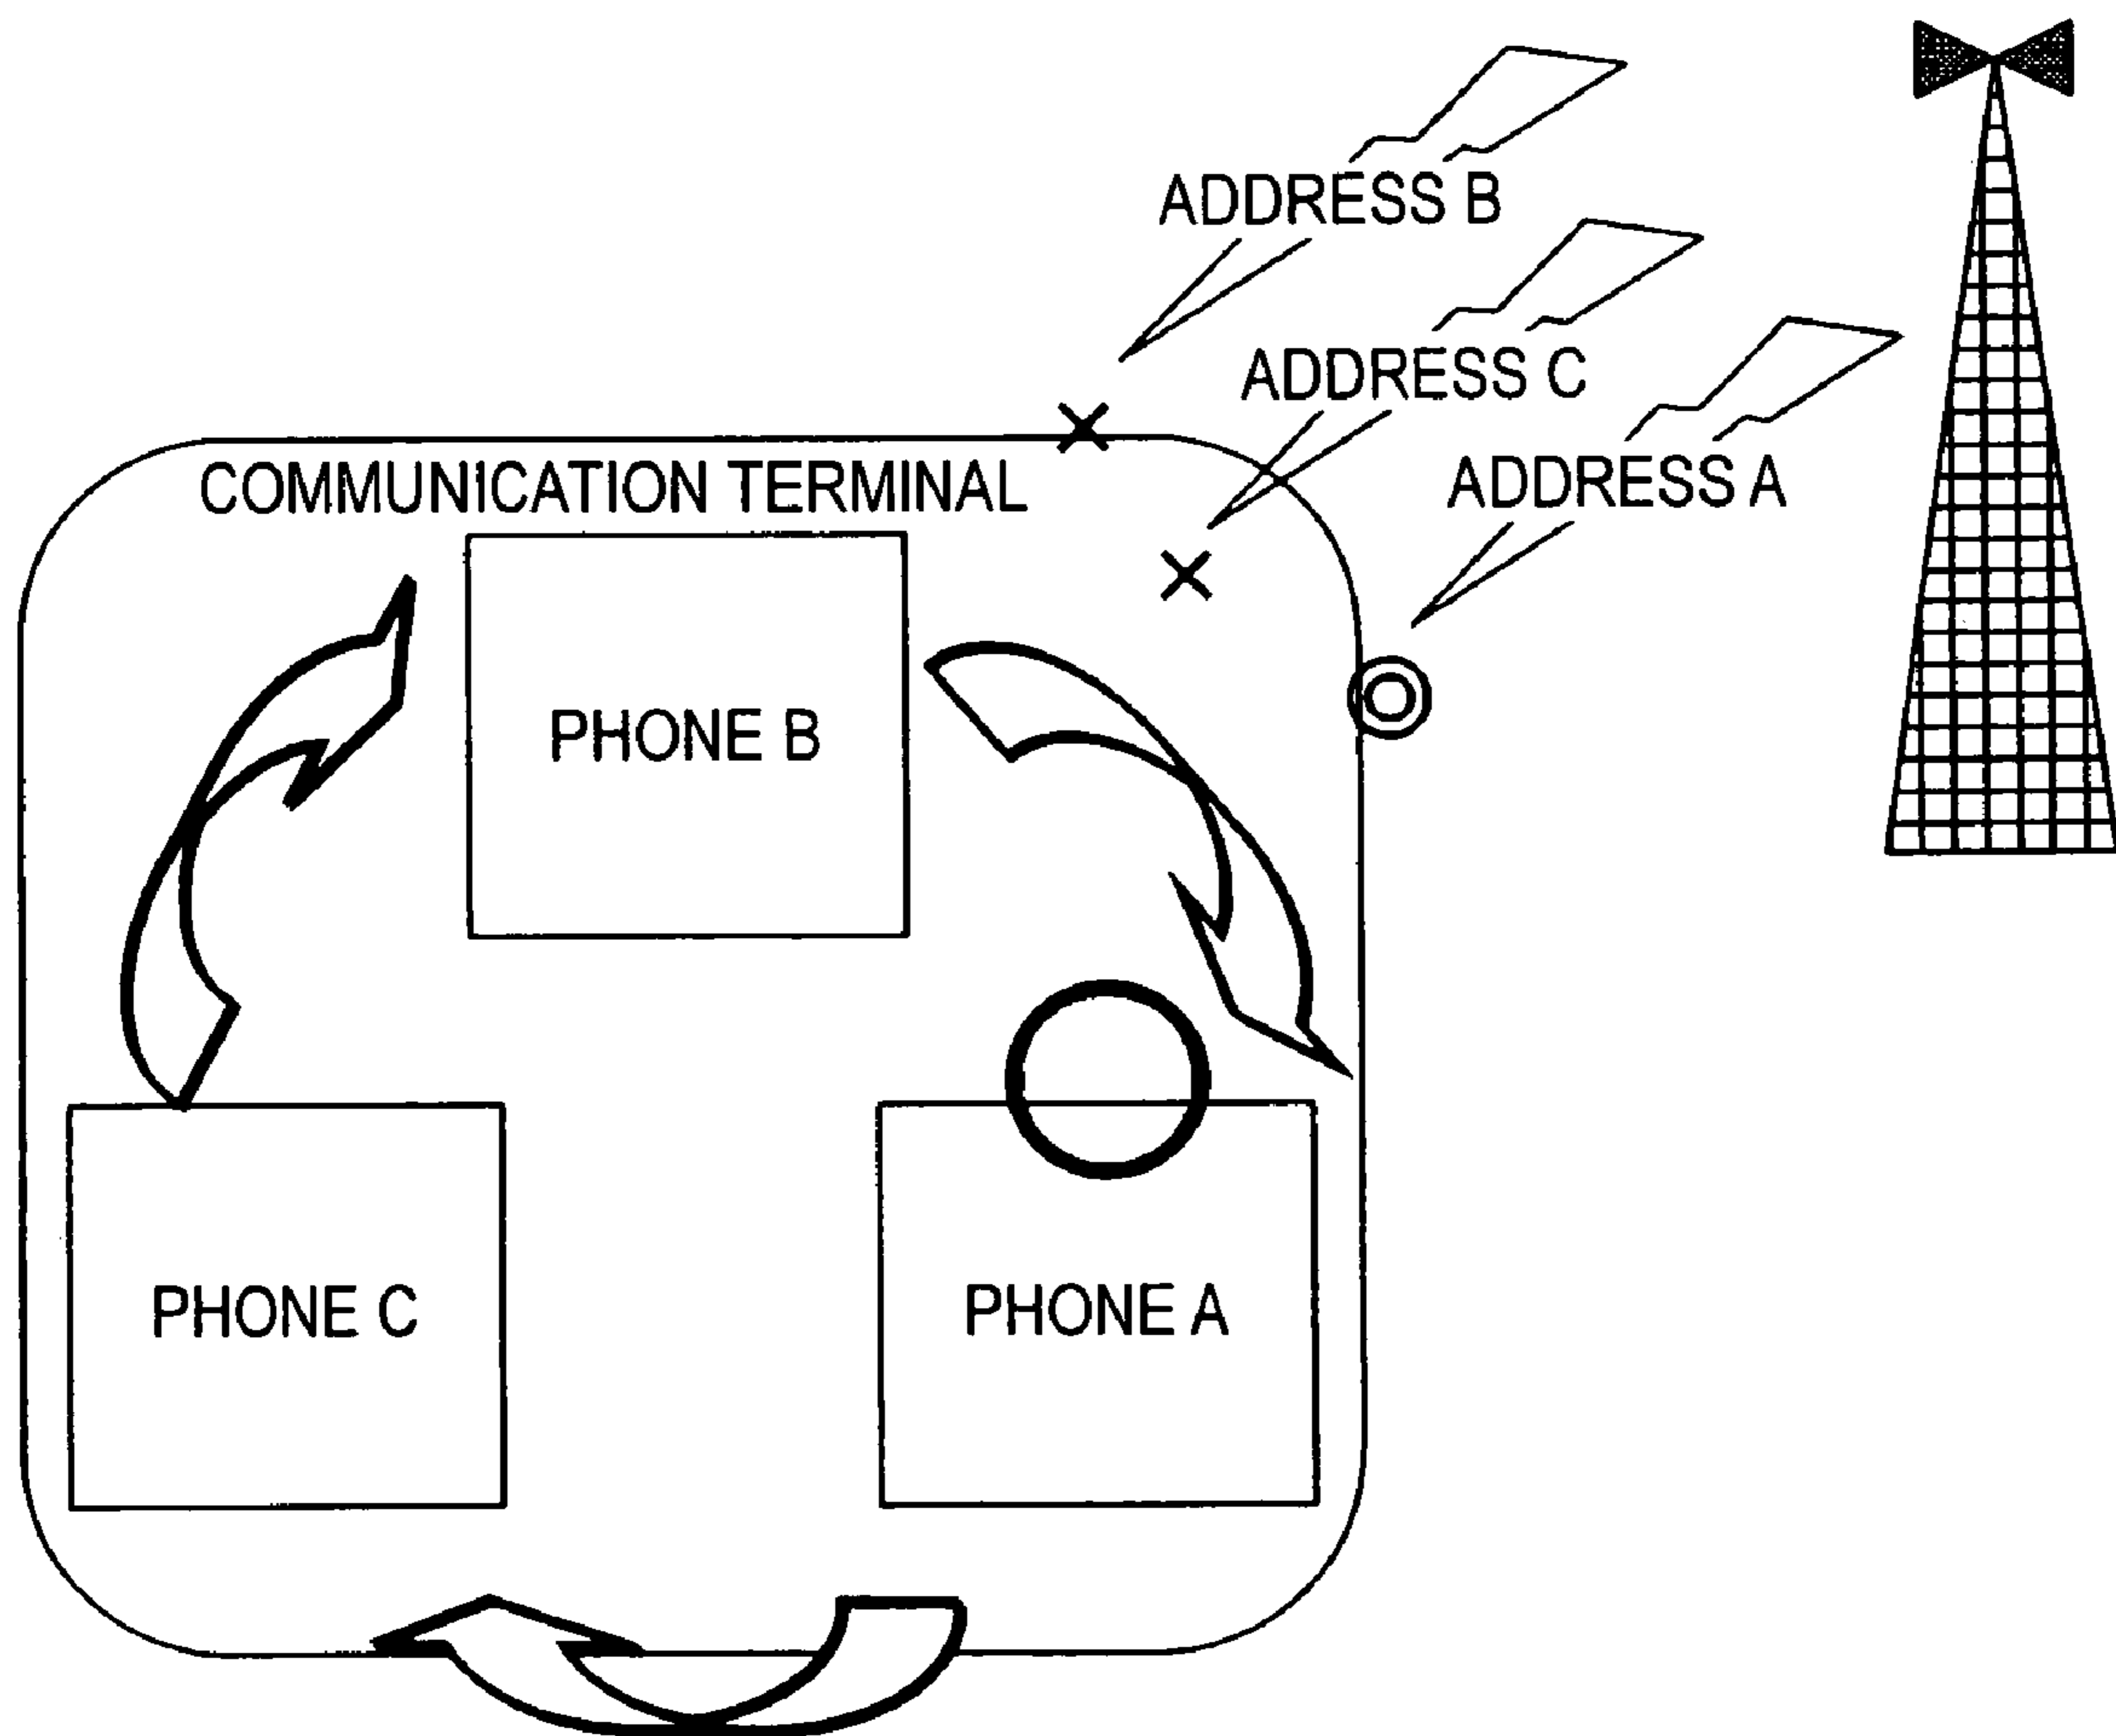 ADDRESS B
ADDRESS C
ADDRESS A
COMMUNICATION TERMINAL
PHONE B
PHONE C
PHONE A